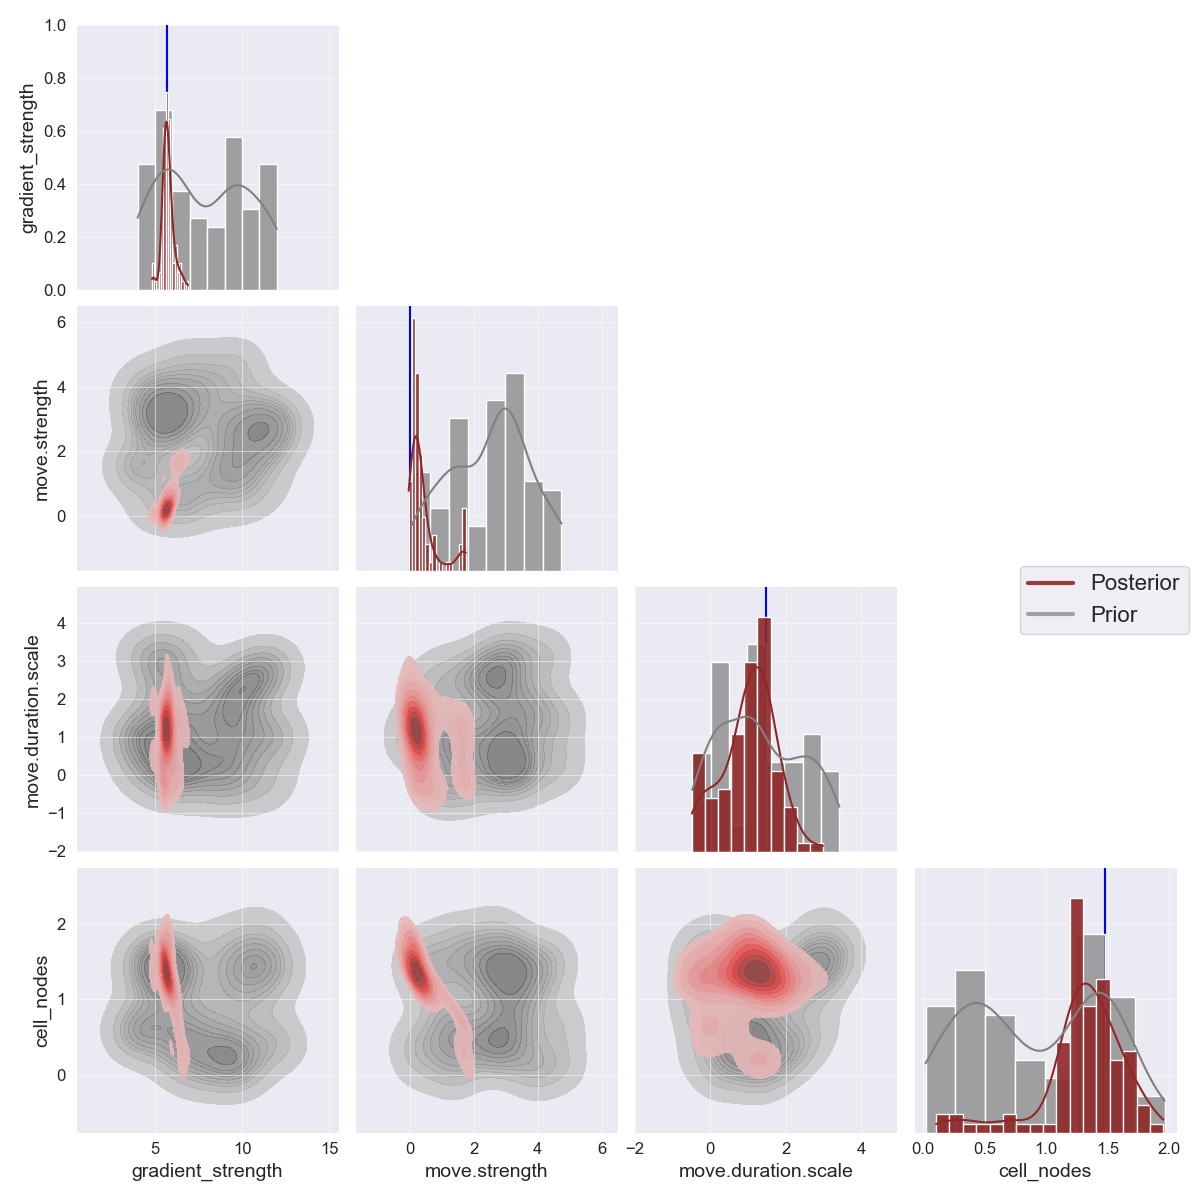 1.0
0.8
0.6
0.4
0.2
0.0
gradient_strength
6
4
2
0
move.strength
Posterior
Prior
4
3
2
1
0
−1
−2
move.duration.scale
2
1
0
cell_nodes
5 10 15
0 2 4 6
−2 0 2 4
0.0 0.5 1.0 1.5 2.0
gradient_strength
move.strength
move.duration.scale
cell_nodes